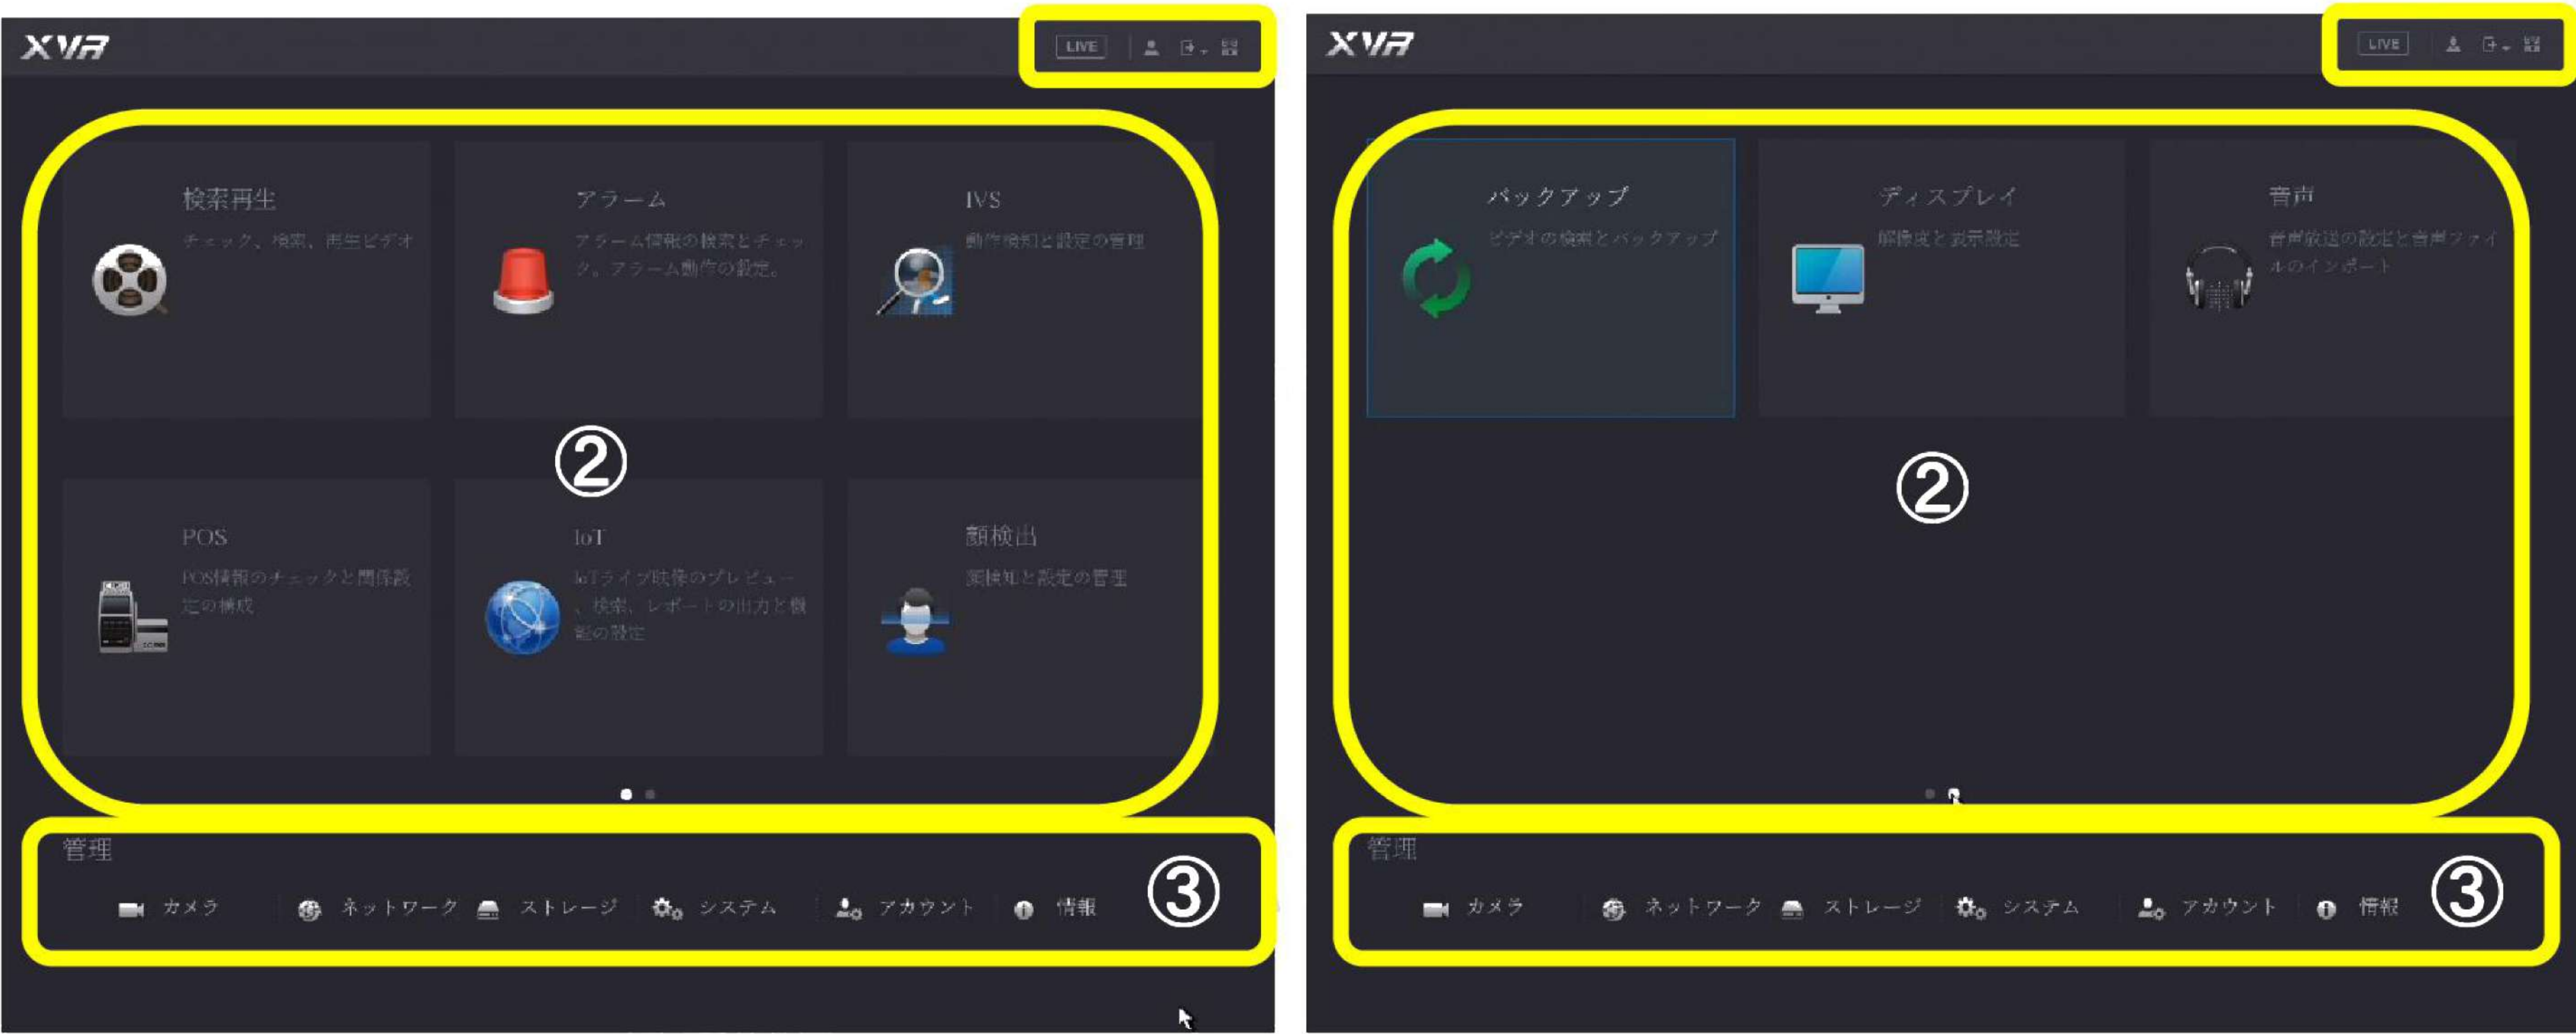 XVR
LIVE
検索再生
チェック、検索、再生ビデオ
アラーム
アラーム情報の検索とチェッ
ク。アラーム動作の設定。
IVS
動作検知と設定の管理
②
POS
POS情報のチェックと関係設
定の構成
IoT
IoTライブ映像のプレビュー
、検索、レポートの出力と機
能の設定
顔検出
顔検知と設定の管理
管理
カメラ
ネットワーク
ストレージ
システム
アカウント
情報
③
XVR
LIVE
バックアップ
ビデオの検索とバックアップ
ディスプレイ
解像度と表示設定
音声
音声放送の設定と音声ファイ
ルのインポート
②
管理
カメラ
ネットワーク
ストレージ
システム
アカウント
情報
③